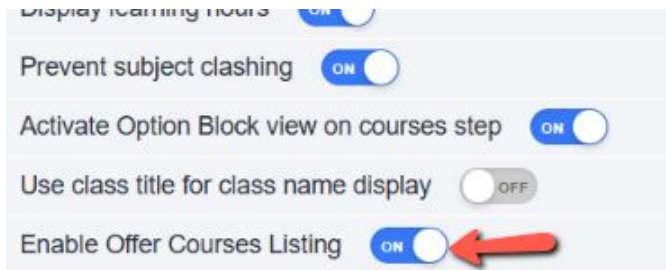 Display learning hours ON
Prevent subject clashing ON
Activate Option Block view on courses step ON
Use class title for class name display OFF
Enable Offer Courses Listing ON